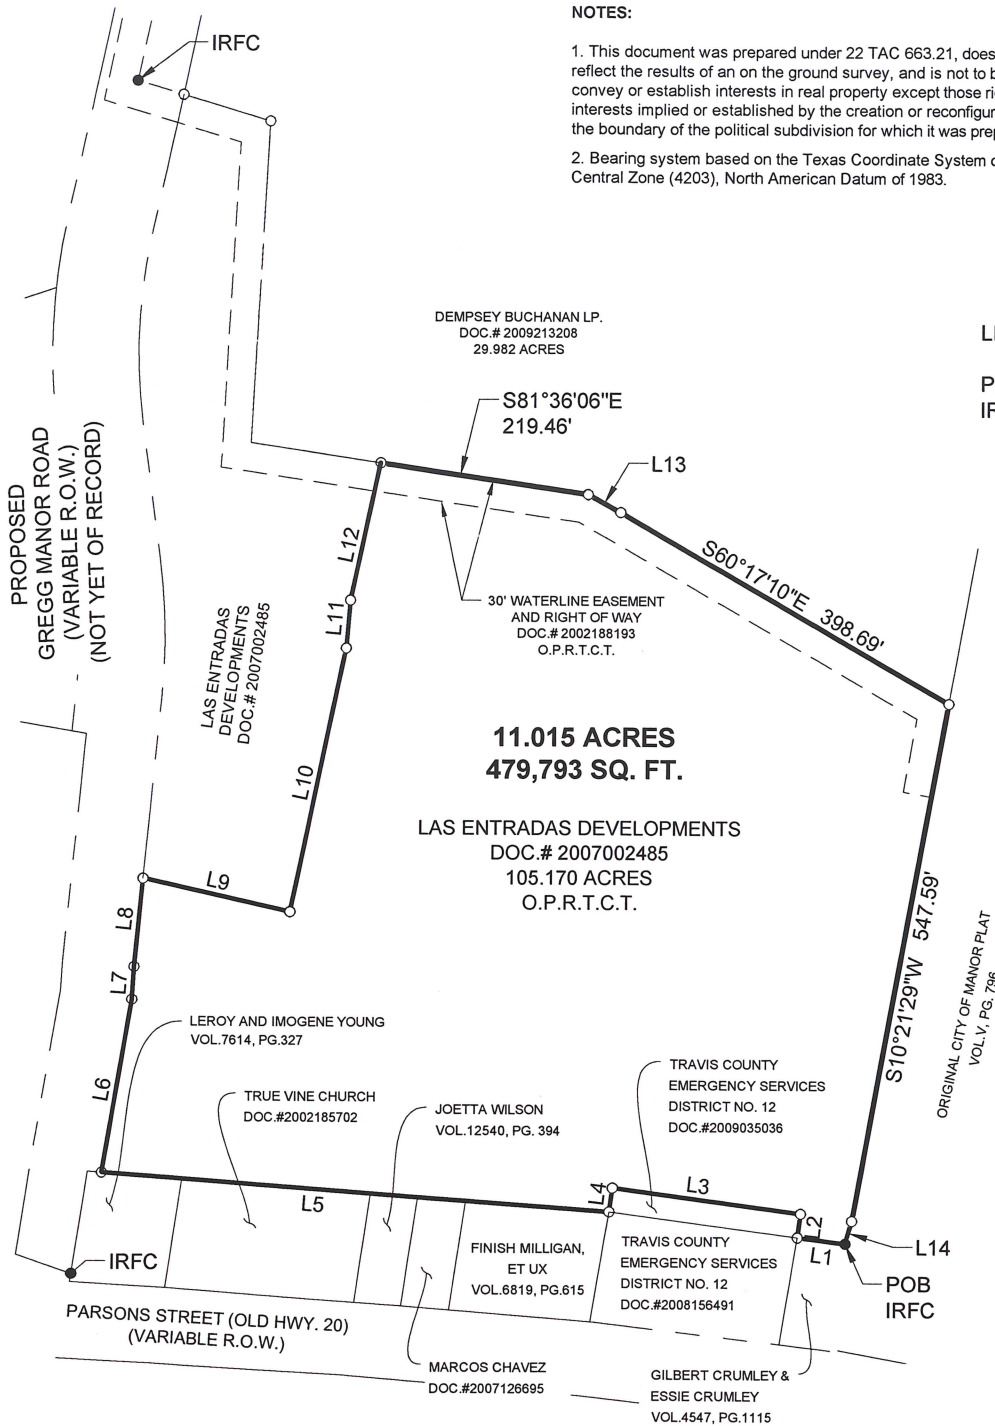 NOTES:
1. This document was prepared under 22 TAC 663.21, does
reflect the results of an on the ground survey, and is not to b
convey or establish interests in real property except those ri
interests implied or established by the creation or reconfigur
the boundary of the political subdivision for which it was prep
2. Bearing system based on the Texas Coordinate System o
Central Zone (4203), North American Datum of 1983.
IRFC
DEMPSEY BUCHANAN LP.
DOC.# 2009213208
29.982 ACRES
LI
P
IR
S81°36'06"E
219.46'
L13
S60°17'10"E 398.69'
PROPOSED
GREGG MANOR ROAD
(VARIABLE R.O.W.)
(NOT YET OF RECORD)
L12
L11
L10
30' WATERLINE EASEMENT
AND RIGHT OF WAY
DOC.# 2002188193
O.P.R.T.C.T.
LAS ENTRADAS
DEVELOPMENTS
DOC.# 2007002485
11.015 ACRES
479,793 SQ. FT.
LAS ENTRADAS DEVELOPMENTS
DOC.# 2007002485
105.170 ACRES
O.P.R.T.C.T.
L9
L8
L7
L6
S10°21'29"W 547.59'
ORIGINAL CITY OF MANOR PLAT
VOL.V, PG. 796
LEROY AND IMOGENE YOUNG
VOL.7614, PG.327
TRUE VINE CHURCH
DOC.#2002185702
JOETTA WILSON
VOL.12540, PG. 394
TRAVIS COUNTY
EMERGENCY SERVICES
DISTRICT NO. 12
DOC.#2009035036
L5
L4
L3
L2
L1
L14
POB
IRFC
IRFC
FINISH MILLIGAN,
ET UX
VOL.6819, PG.615
TRAVIS COUNTY
EMERGENCY SERVICES
DISTRICT NO. 12
DOC.#2008156491
PARSONS STREET (OLD HWY. 20)
(VARIABLE R.O.W.)
MARCOS CHAVEZ
DOC.#2007126695
GILBERT CRUMLEY &
ESSIE CRUMLEY
VOL.4547, PG.1115